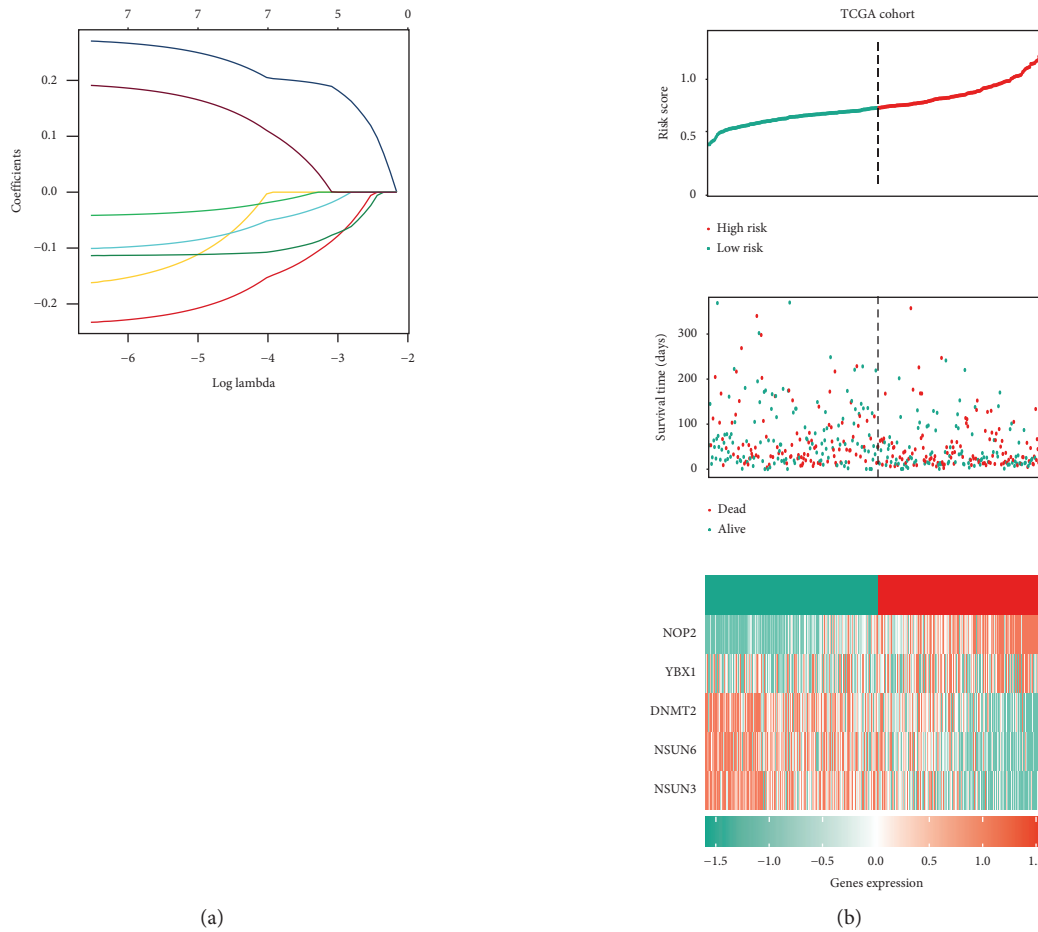 7 7 7 5 0
0.2
0.1
0.0
−0.1
−0.2
Coefficients
−6 −5 −4 −3 −2
Log lambda
(a)
TCGA cohort
1.0
0.5
0
Risk score
High risk
Low risk
300
200
100
0
Survival time (days)
Dead
Alive
NOP2
YBX1
DNMT2
NSUN6
NSUN3
−1.5 −1.0 −0.5 0.0 0.5 1.0 1.
Genes expression
(b)